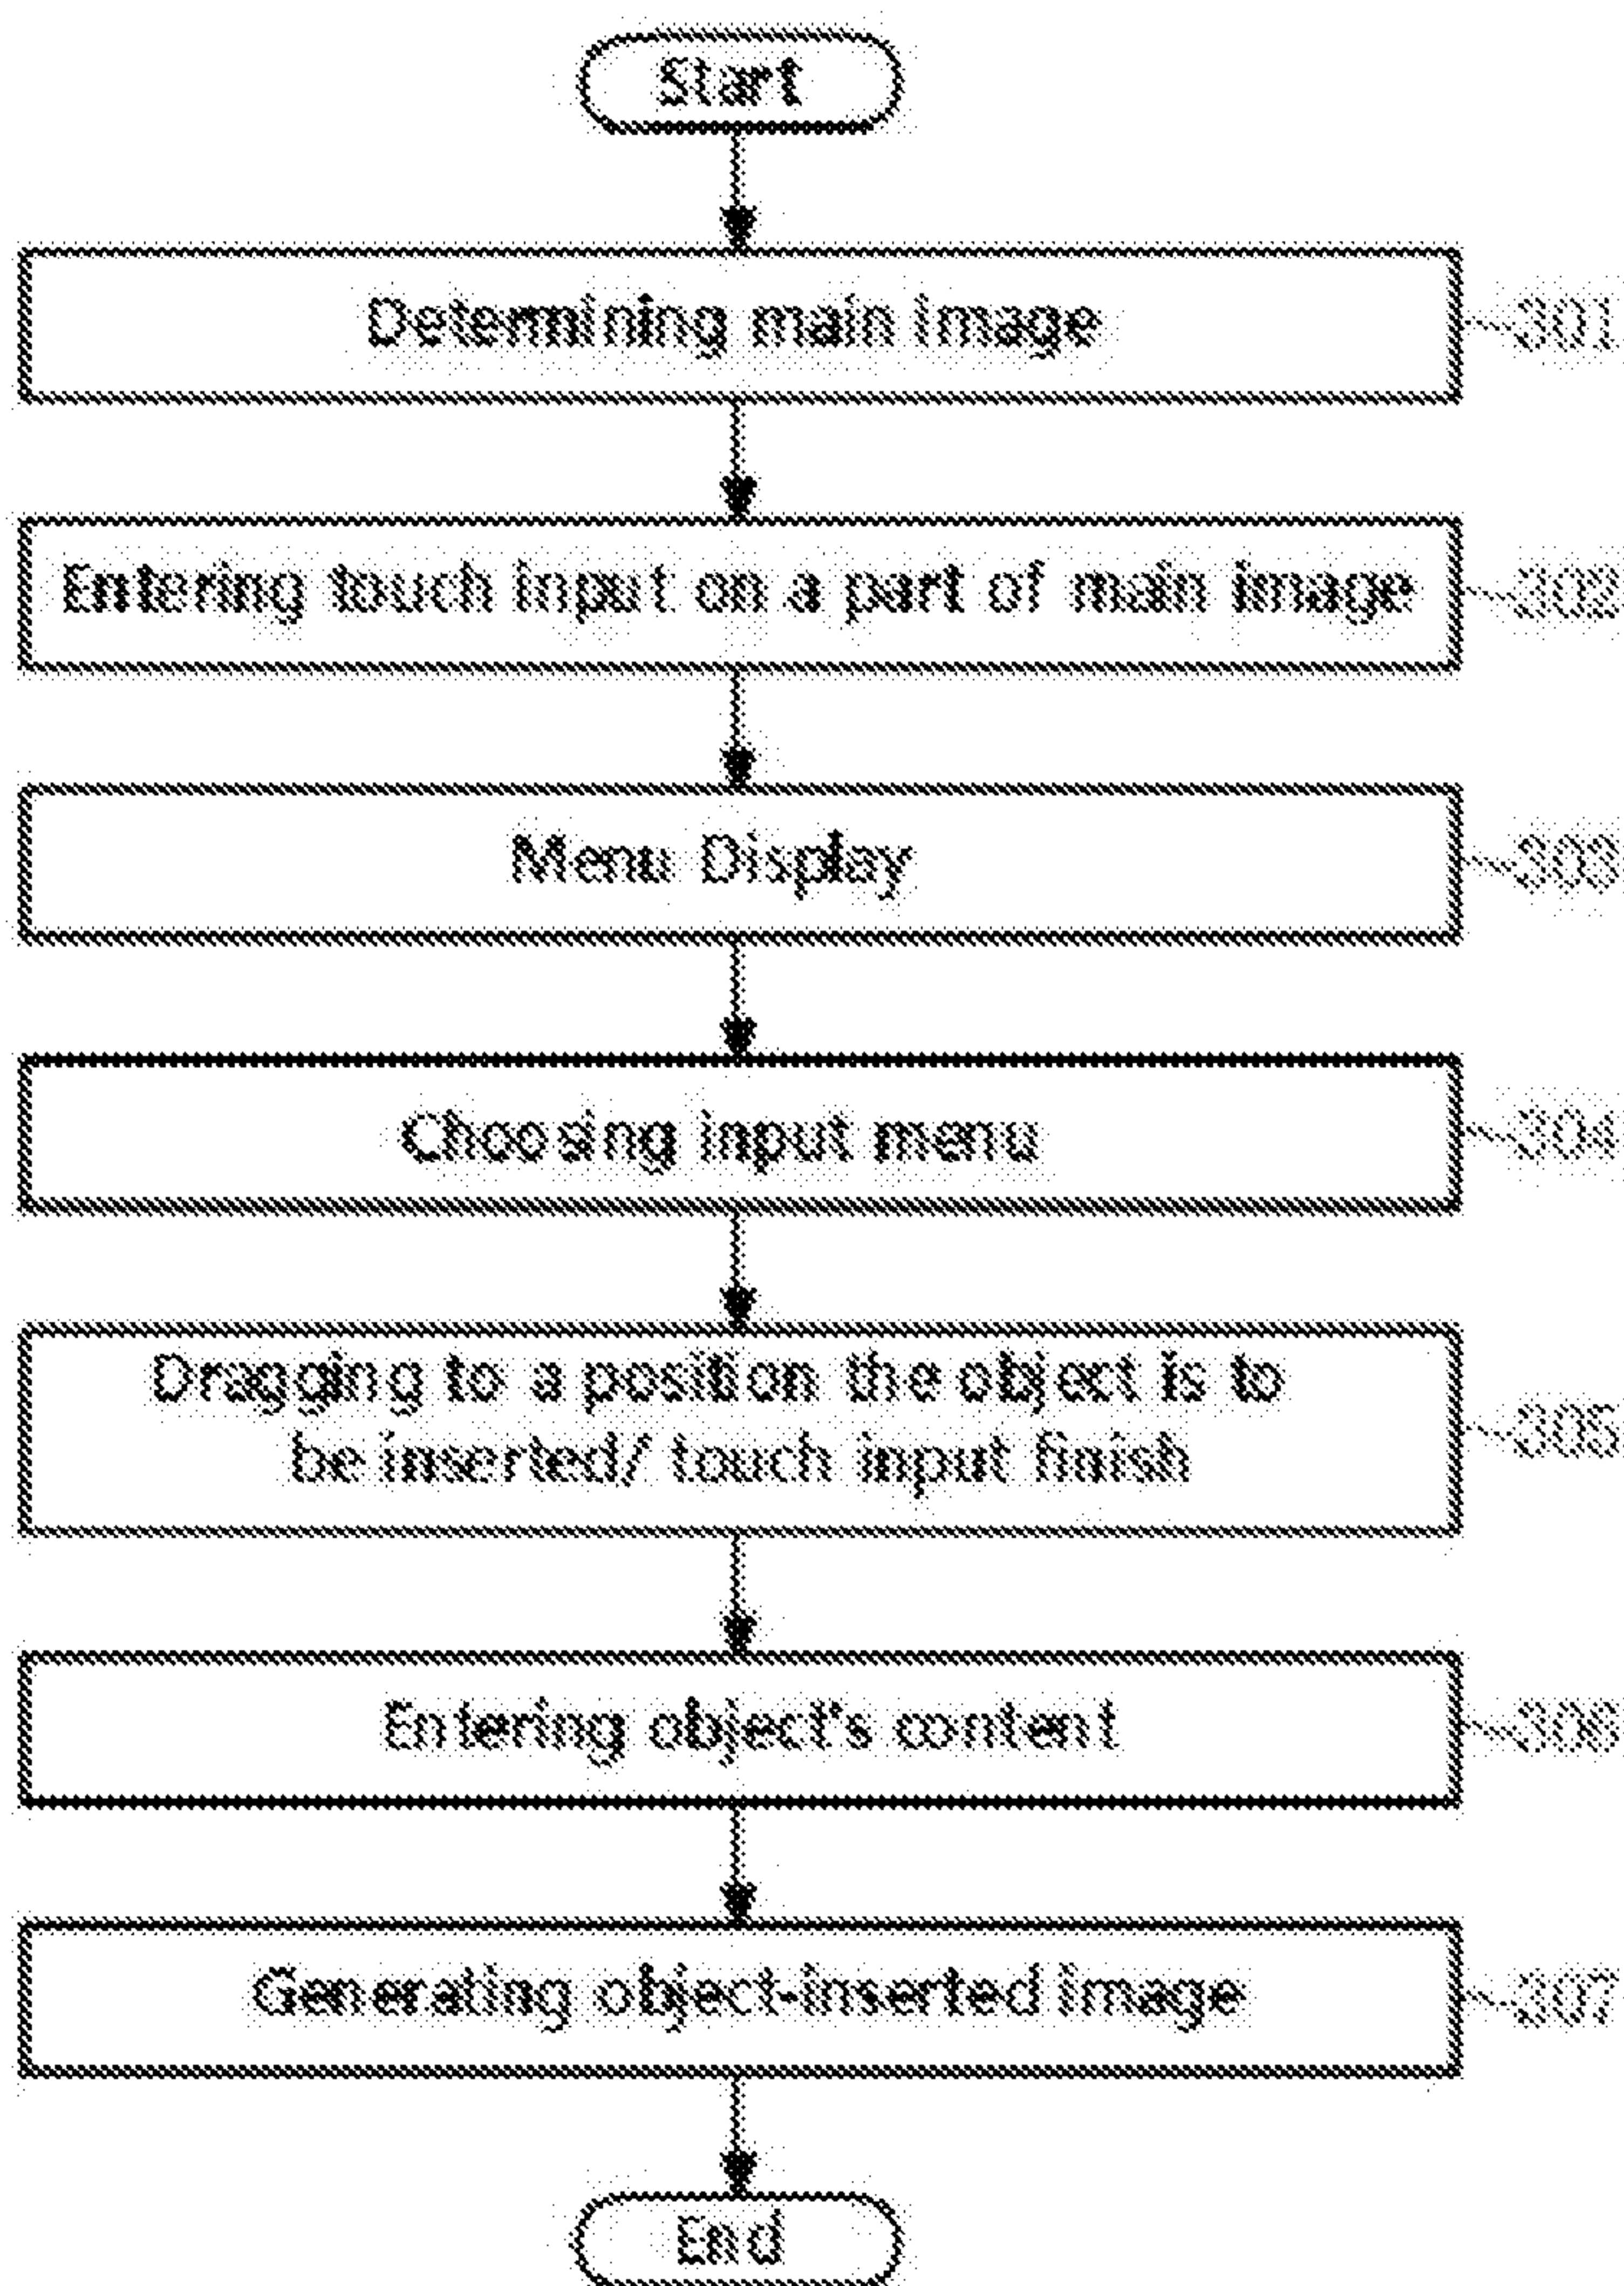 Start
Determining main image
301
Entering touch input on a part of main image
302
Menu Display
303
Choosing input menu
304
Dragging to a position the object is to
be inserted/ touch input finish
305
Entering object's content
306
Generating object-inserted image
307
End